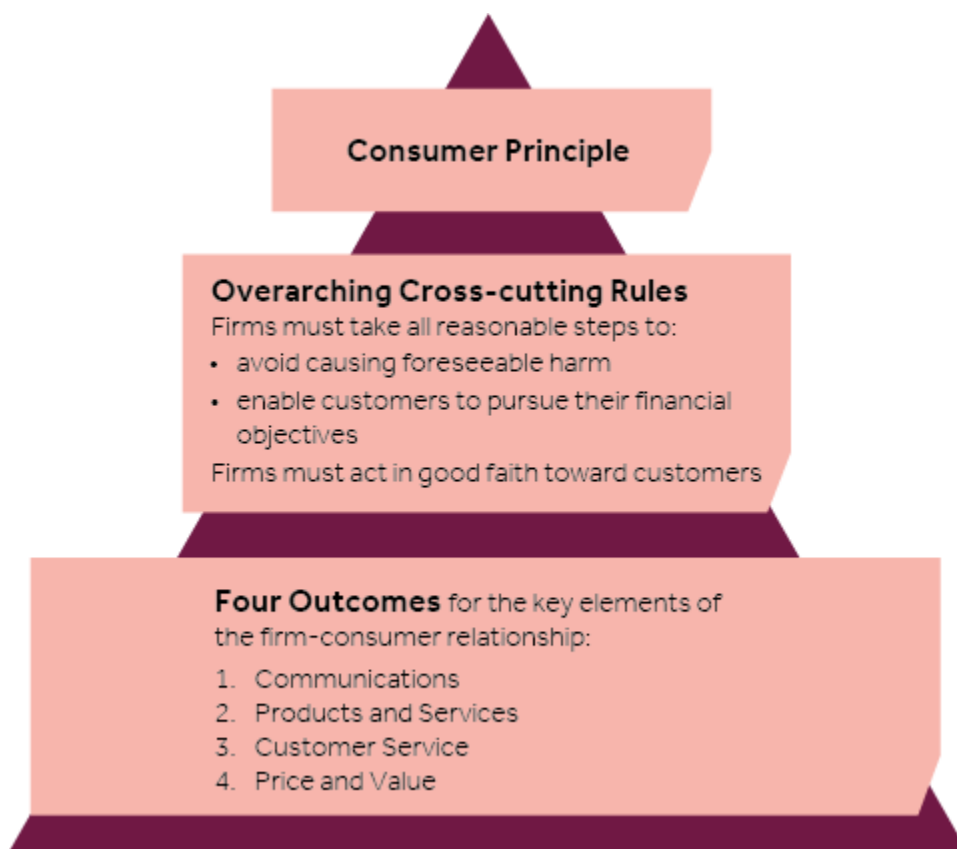 Consumer Principle
Overarching Cross-cutting Rules
Firms must take all reasonable steps to:
• avoid causing foreseeable harm
• enable customers to pursue their financial
objectives
Firms must act in good faith toward customers
Four Outcomes for the key elements of
the firm-consumer relationship:
1. Communications
2. Products and Services
3. Customer Service
4. Price and Value